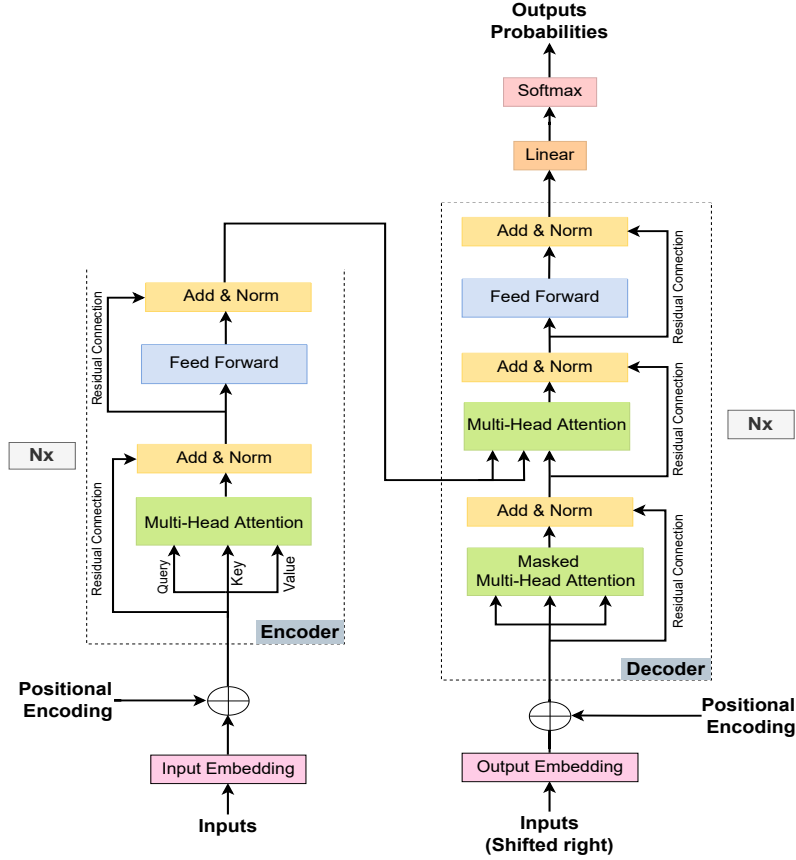 Outputs
Probabilities
Softmax
Linear
Add & Norm
Feed Forward
Residual Connection
Add & Norm
Multi-Head Attention
Residual Connection
Nx
Add & Norm
Masked
Multi-Head Attention
Residual Connection
Decoder
Positional
Encoding
Output Embedding
Inputs
(Shifted right)
Add & Norm
Residual Connection
Feed Forward
Nx
Add & Norm
Residual Connection
Multi-Head Attention
Query
Key
Value
Encoder
Positional
Encoding
Input Embedding
Inputs